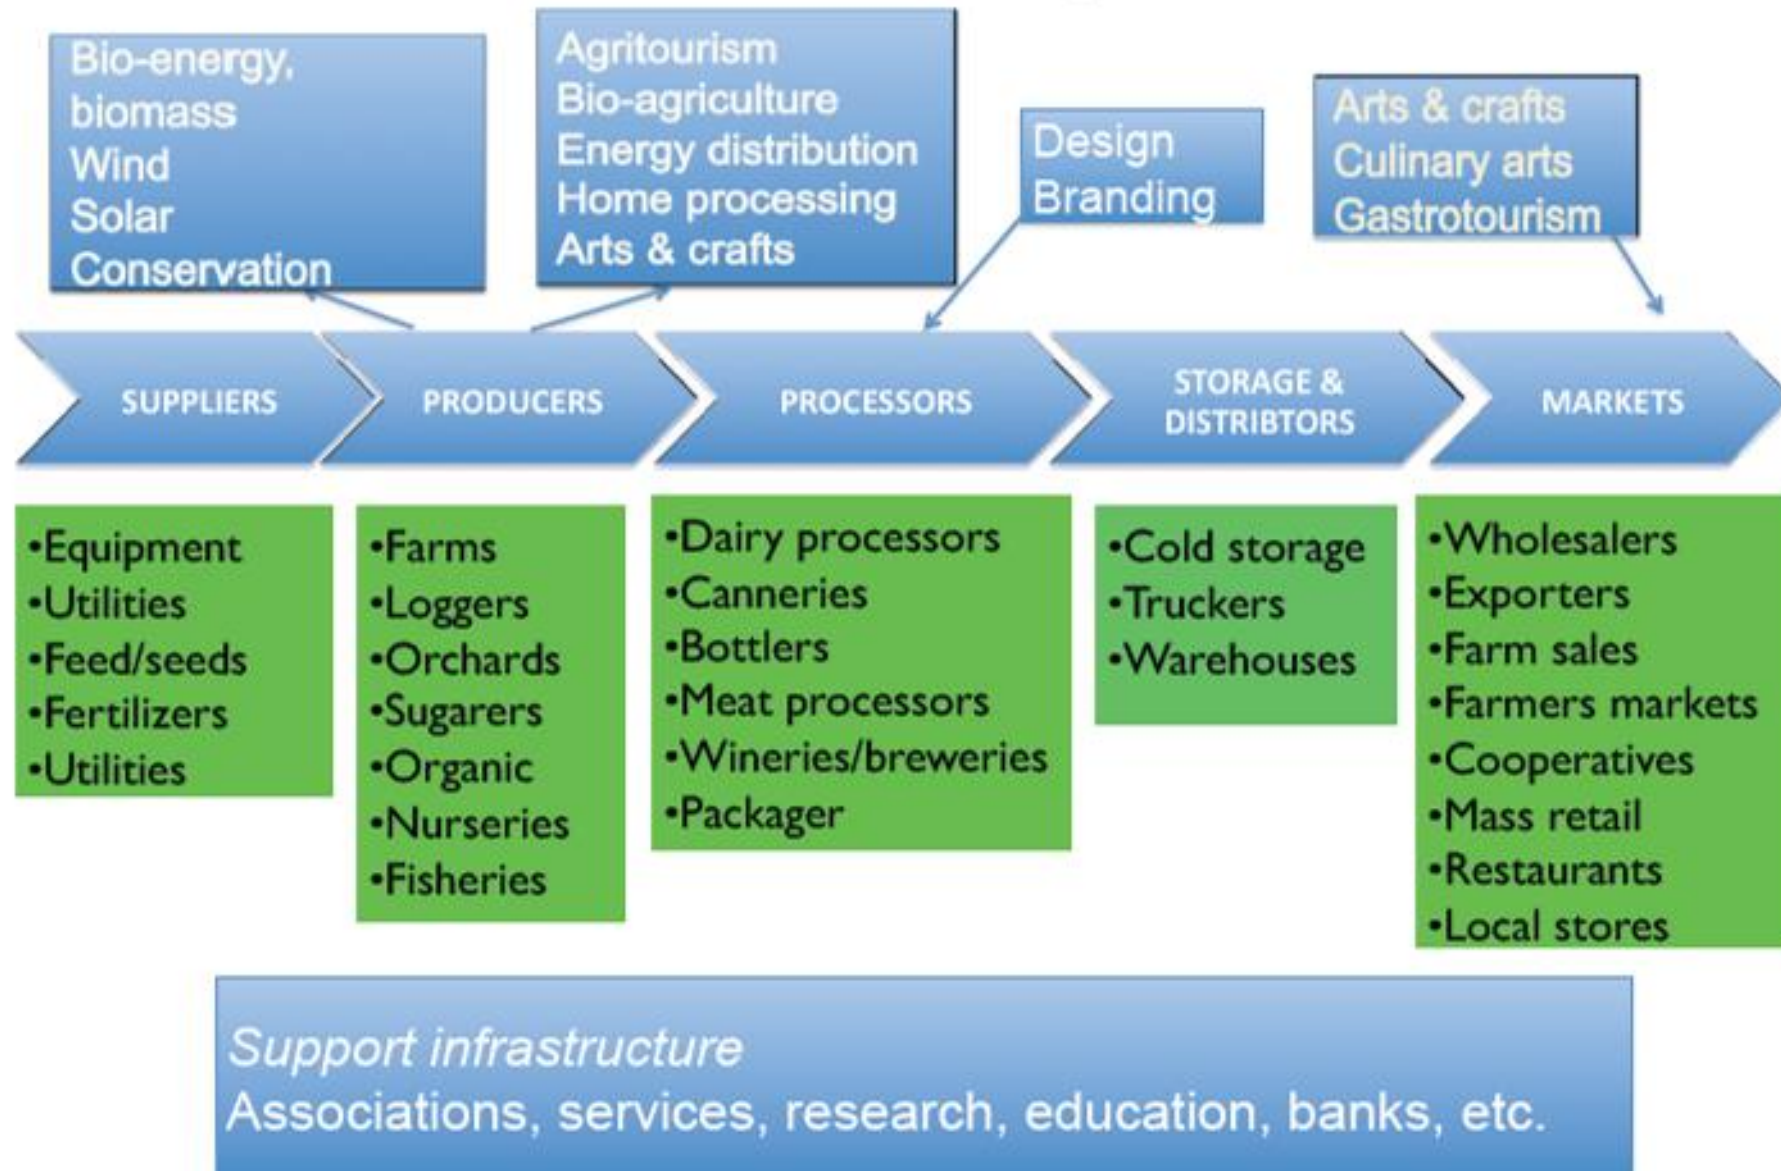 Bio-energy,
biomass
Wind
Solar
Conservation
Agritourism
Bio-agriculture
Energy distribution
Home processing
Arts & crafts
Design
Branding
Arts & crafts
Culinary arts
Gastrotourism
SUPPLIERS
PRODUCERS
PROCESSORS
STORAGE &
DISTRIBTORS
MARKETS
•Equipment
•Utilities
•Feed/seeds
•Fertilizers
•Utilities
•Farms
•Loggers
•Orchards
•Sugarers
•Organic
•Nurseries
•Fisheries
•Dairy processors
•Canneries
•Bottlers
•Meat processors
•Wineries/breweries
•Packager
•Cold storage
•Truckers
•Warehouses
•Wholesalers
•Exporters
•Farm sales
•Farmers markets
•Cooperatives
•Mass retail
•Restaurants
•Local stores
Support infrastructure
Associations, services, research, education, banks, etc.